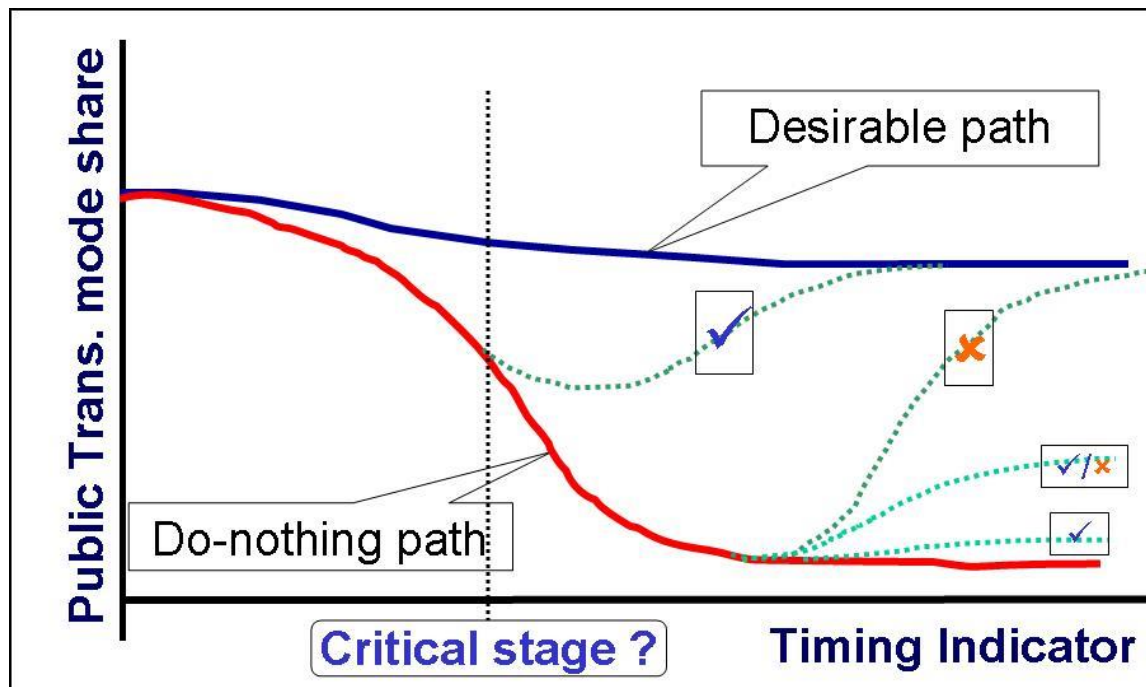 Public Trans. mode share
Desirable path
✓
✗
✓/✗
✓
Do-nothing path
Critical stage ?
Timing Indicator